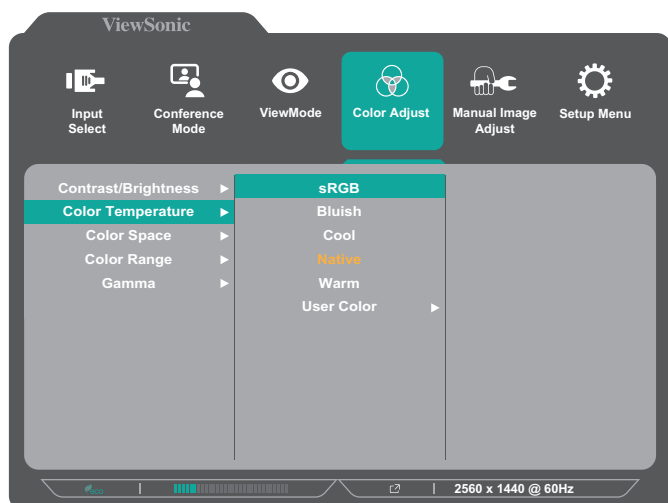 ViewSonic
Input
Select
Conference
Mode
ViewMode
Color Adjust
Manual Image
Adjust
Setup Menu
Contrast/Brightness
Color Temperature
Color Space
Color Range
Gamma
sRGB
Bluish
Cool
Native
Warm
User Color
eco
2560 x 1440 @ 60Hz